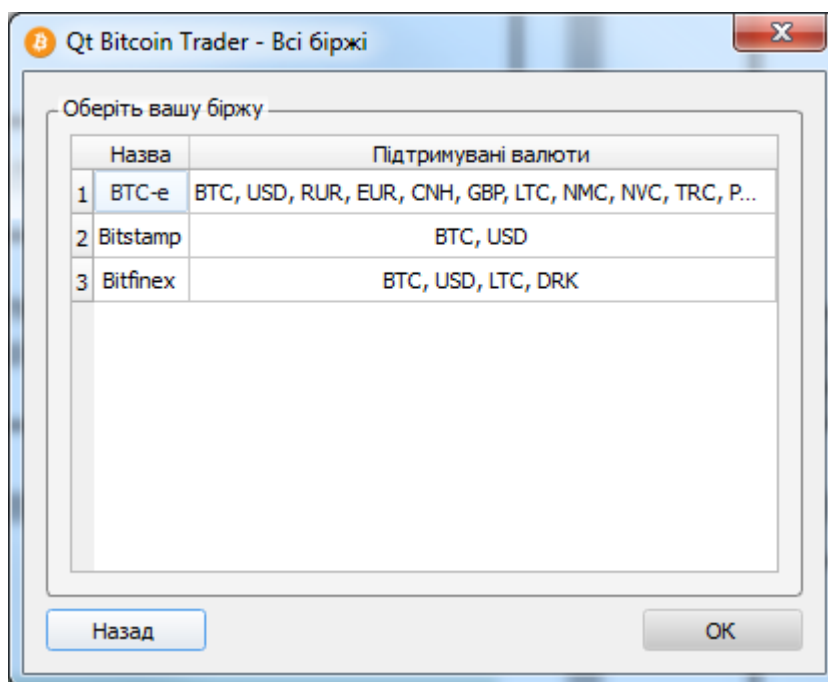 Qt Bitcoin Trader - Всі біржі
Оберіть вашу біржу
Назва Підтримувані валюти
1 BTC-e BTC, USD, RUR, EUR, CNH, GBP, LTC, NMC, NVC, TRC, P...
2 Bitstamp BTC, USD
3 Bitfinex BTC, USD, LTC, DRK
Назад OK